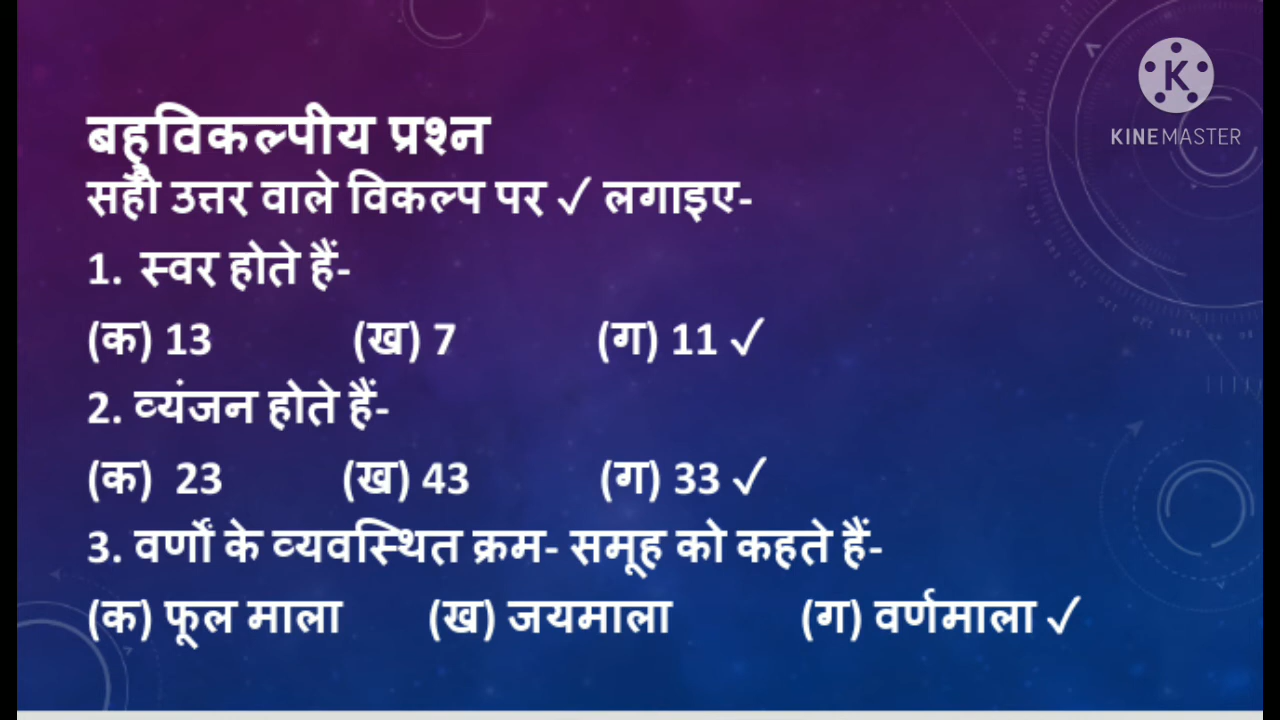 KINEMASTER
बहुविकल्पीय प्रश्न
सही उत्तर वाले विकल्प पर ✓ लगाइए-
1. स्वर होते हैं-
(क) 13 (ख) 7 (ग) 11 ✓
2. व्यंजन होते हैं-
(क) 23 (ख) 43 (ग) 33 ✓
3. वर्णों के व्यवस्थित क्रम- समूह को कहते हैं-
(क) फूल माला (ख) जयमाला (ग) वर्णमाला ✓